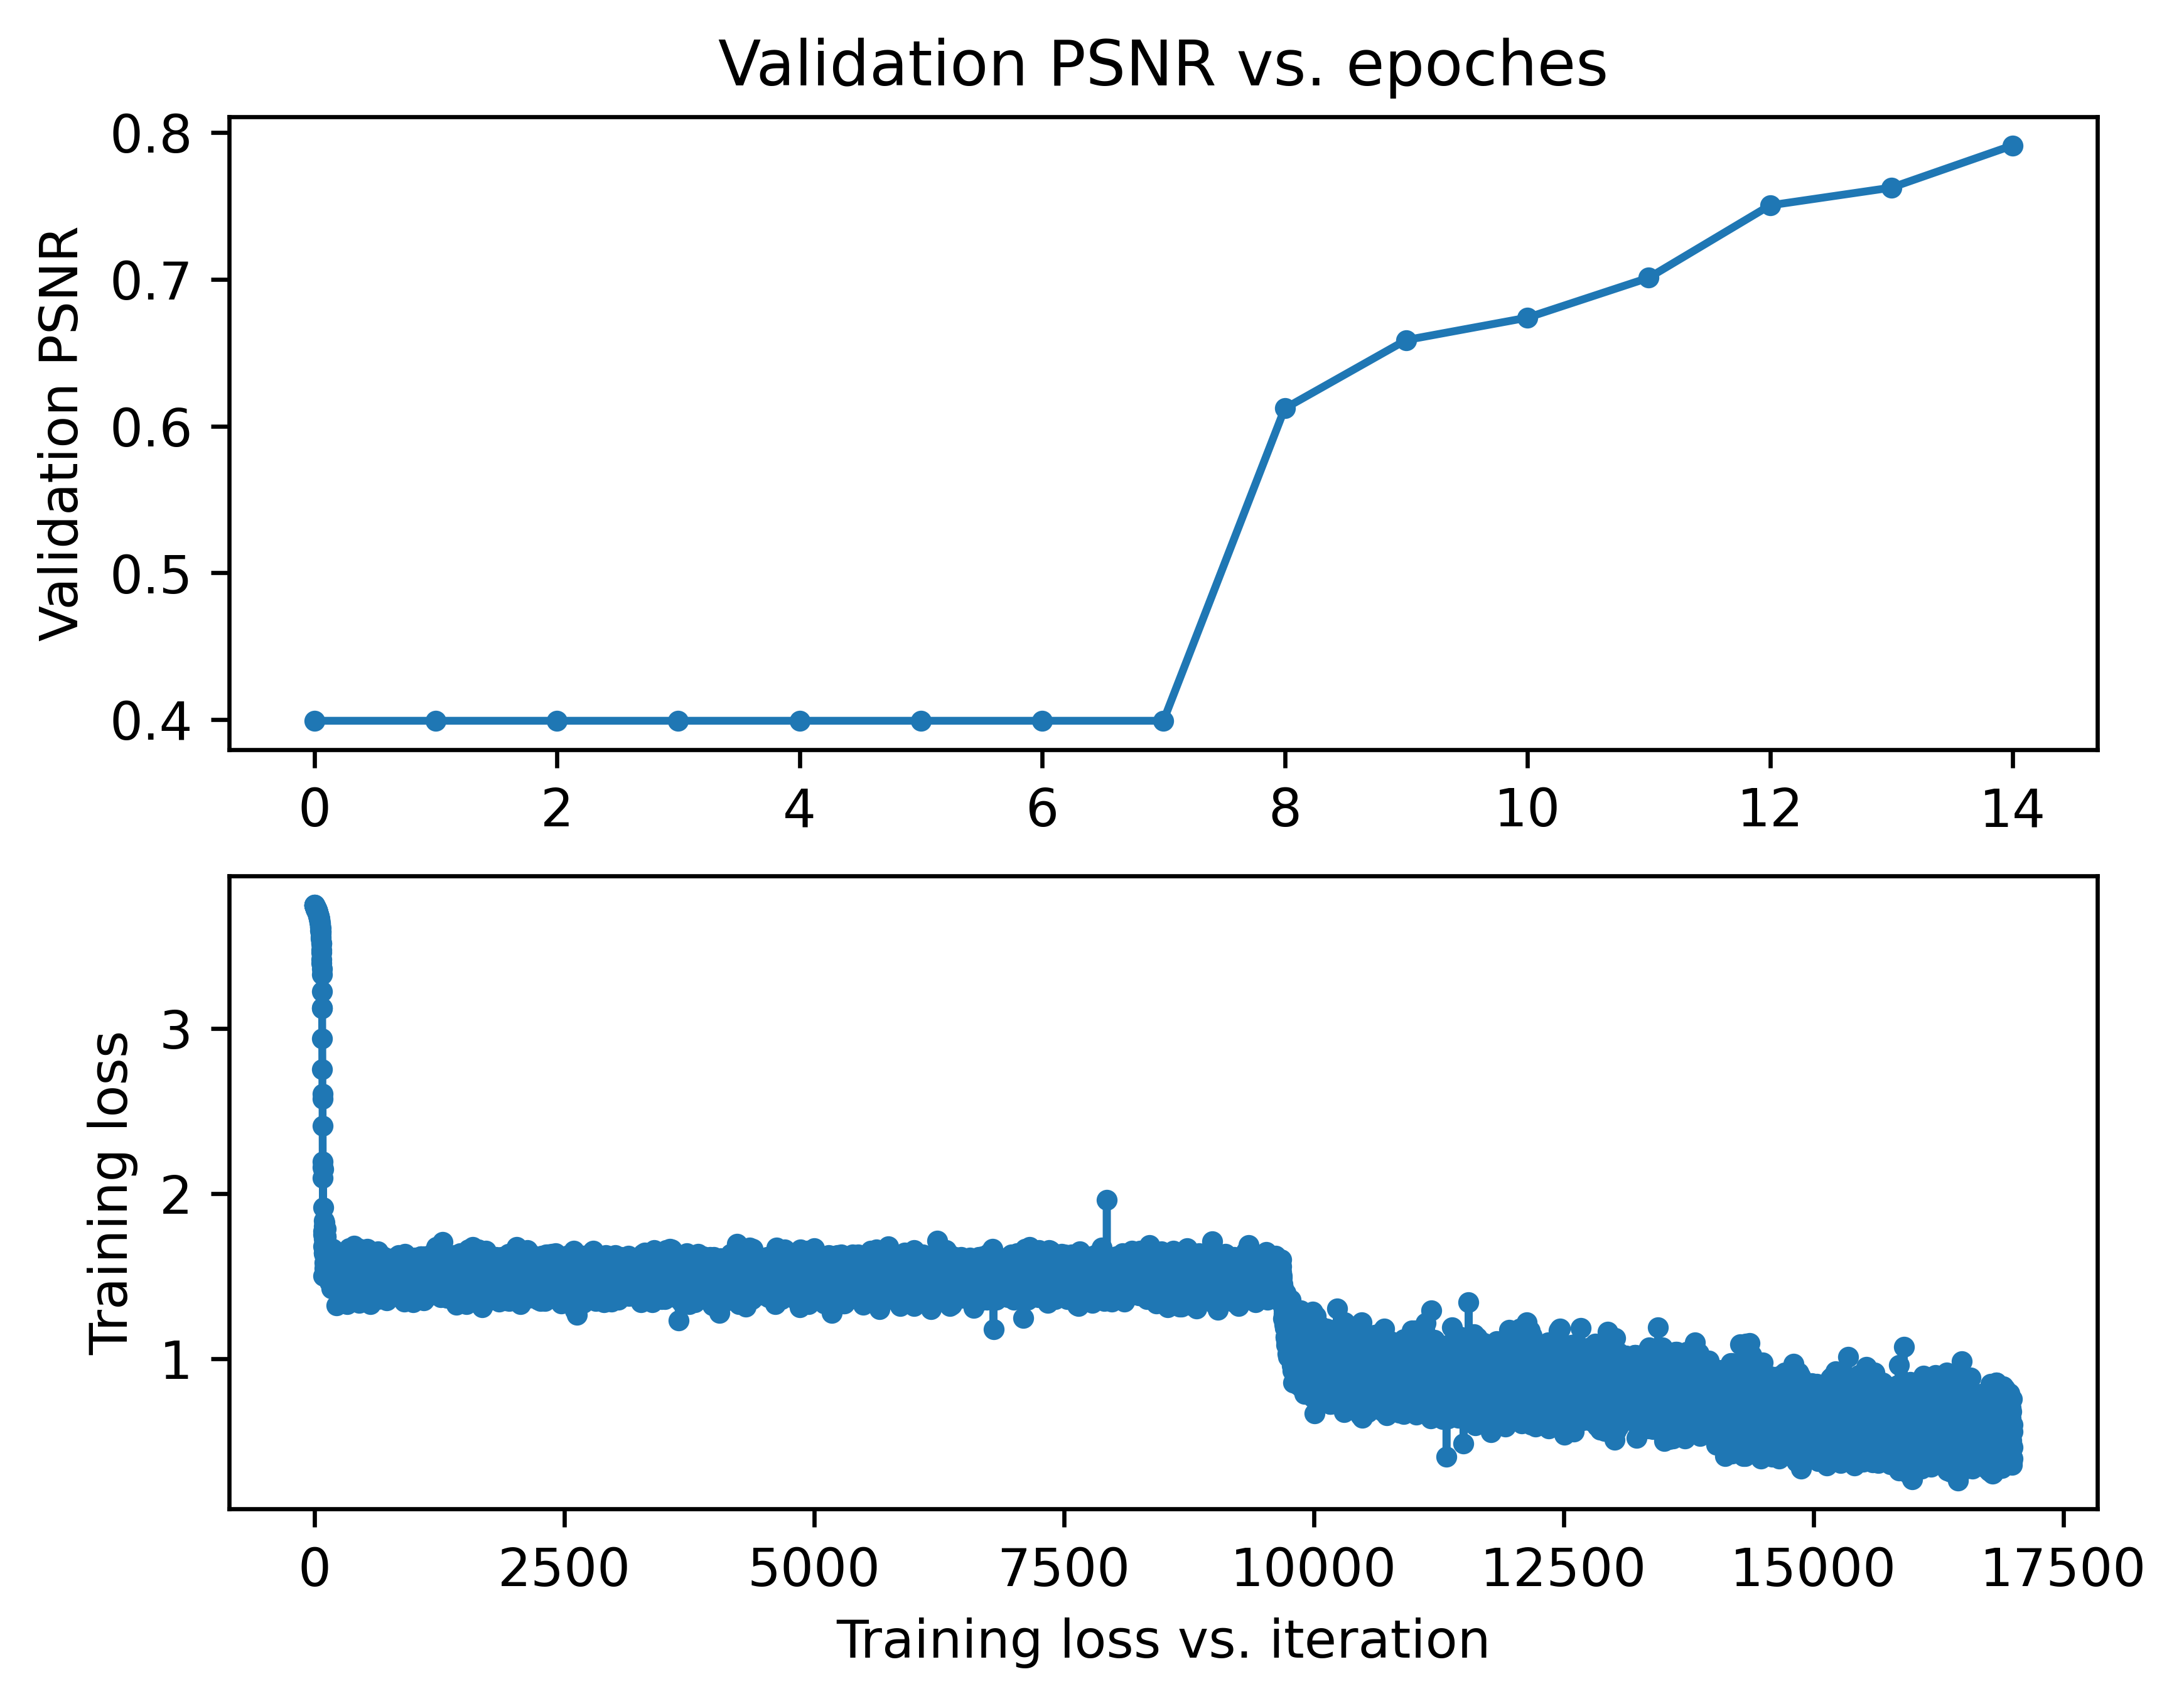 Validation PSNR vs. epoches
Validation PSNR
0.8
0.7
0.6
0.5
0.4
0 2 4 6 8 10 12 14
Training loss
3
2
1
0 2500 5000 7500 10000 12500 15000 17500
Training loss vs. iteration